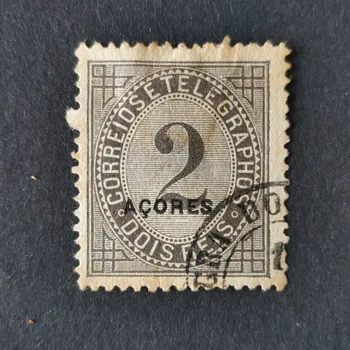 CORREIOS E TELEGRAPHOS
2
AÇORES
DOIS REIS